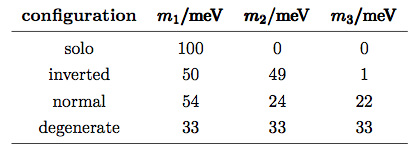 configuration m₁/meV m₂/meV m₃/meV
solo 100 0 0
inverted 50 49 1
normal 54 24 22
degenerate 33 33 33